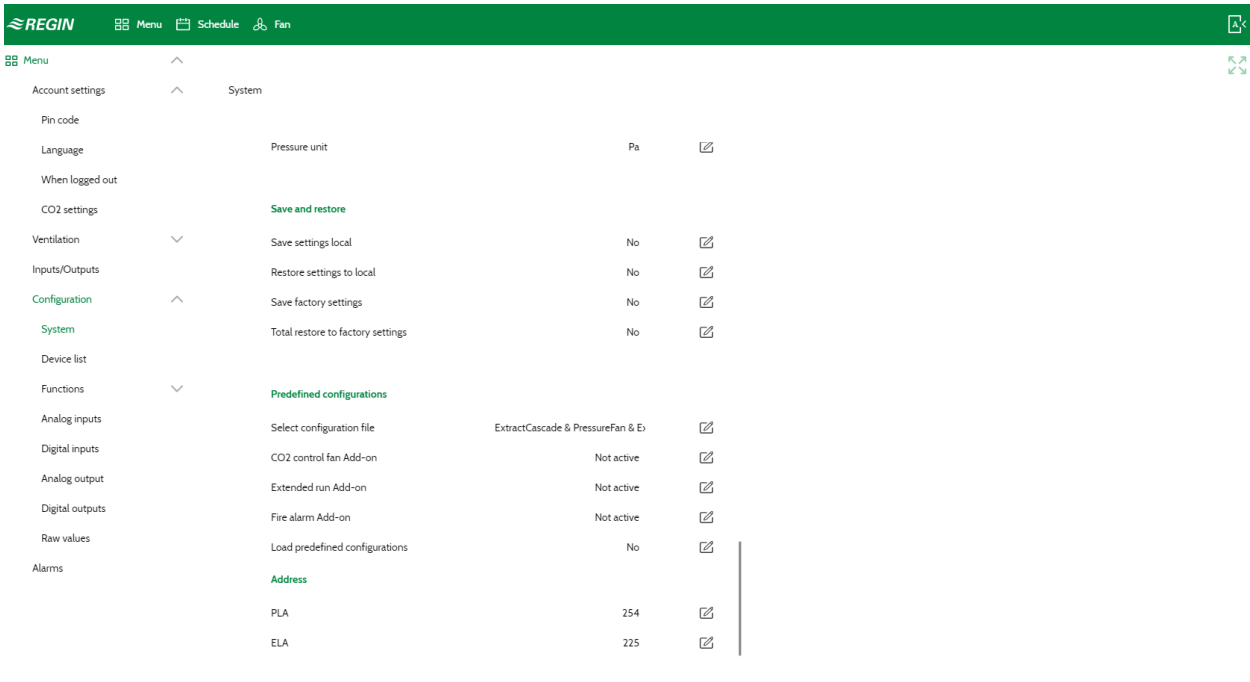 REGIN Menu Schedule Fan A
Menu
Account settings
System
Pin code
Language
Pressure unit Pa
When logged out
CO2 settings
Save and restore
Ventilation
Save settings local No
Inputs/Outputs
Restore settings to local No
Configuration
Save factory settings No
System
Total restore to factory settings No
Device list
Functions
Predefined configurations
Analog inputs
Select configuration file ExtractCascade & PressureFan & E
Digital inputs
CO2 control fan Add-on Not active
Analog output
Extended run Add-on Not active
Digital outputs
Fire alarm Add-on Not active
Raw values
Load predefined configurations No
Alarms
Address
PLA 254
ELA 225